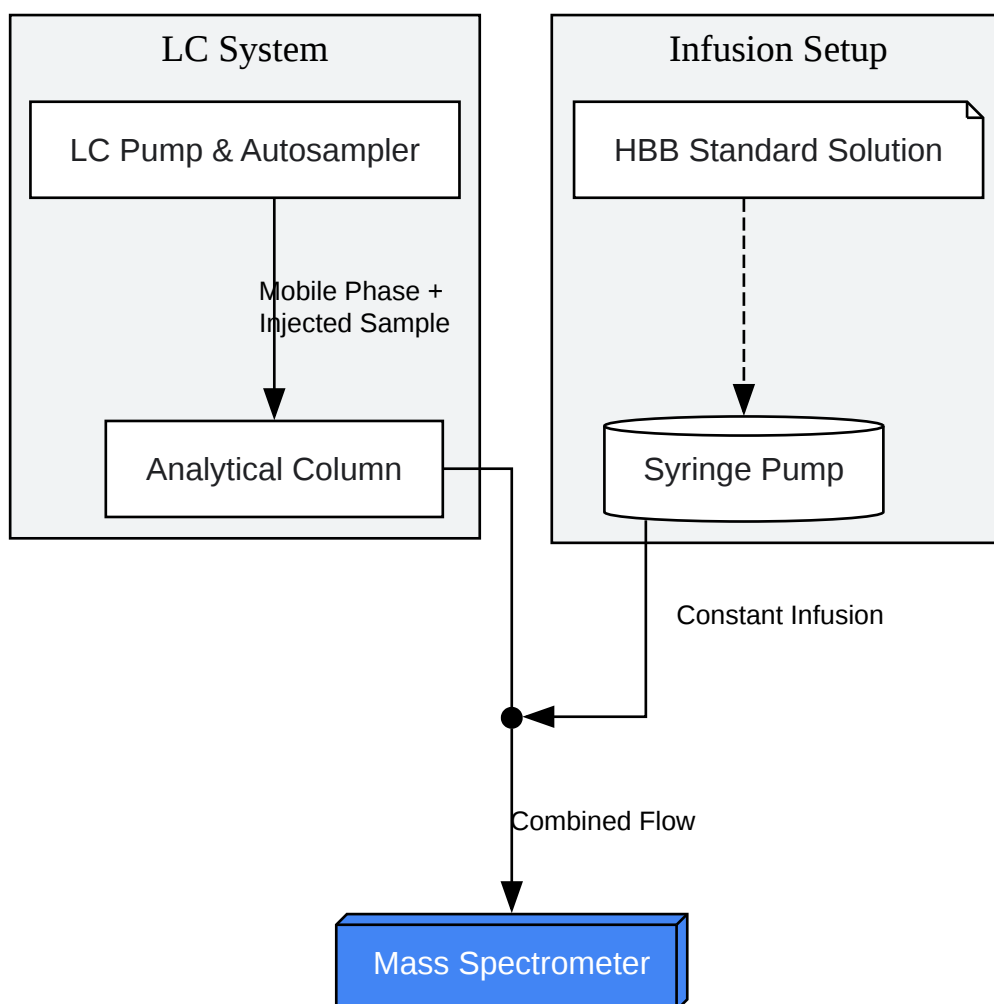 LC System
LC Pump & Autosampler
Mobile Phase +
Injected Sample
Analytical Column
Infusion Setup
HBB Standard Solution
Syringe Pump
Constant Infusion
Combined Flow
Mass Spectrometer